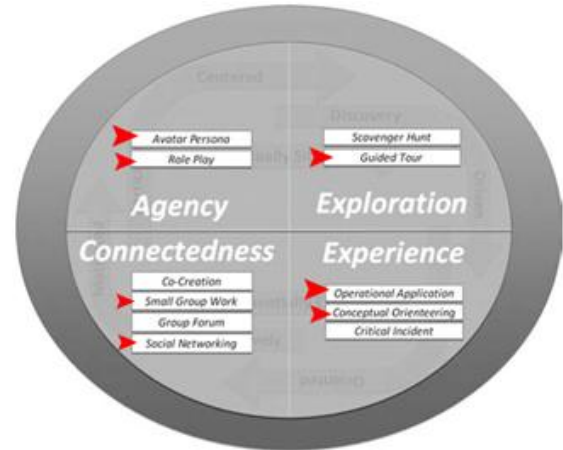 Centered
Discovery
Avatar Persona
Role Play
Scavenger Hunt
Guided Tour
Agency
Exploration
Connectedness
Experience
Co-Creation
Small Group Work
Group Forum
Social Networking
Operational Application
Conceptual Orienteering
Critical Incident